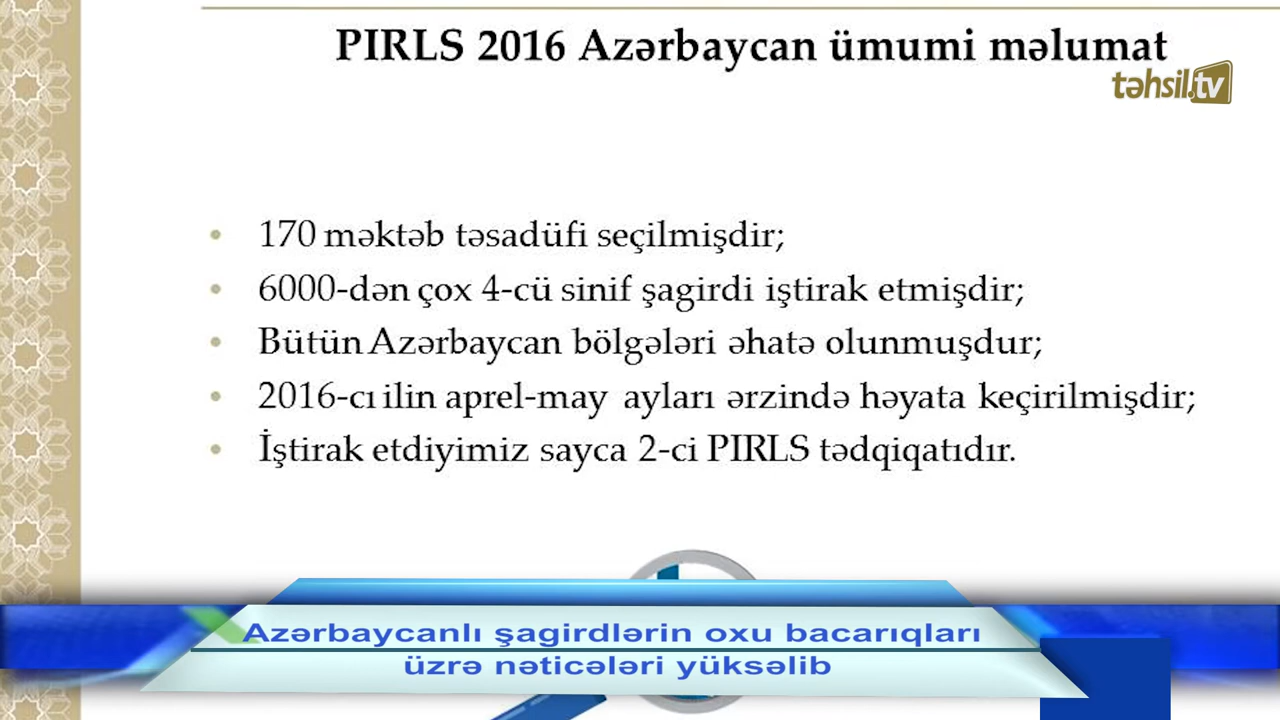 PIRLS 2016 Azərbaycan ümumi məlumat
təhsil.tv
• 170 məktəb təsadüfi seçilmişdir;
• 6000-dən çox 4-cü sinif şagirdi iştirak etmişdir;
• Bütün Azərbaycan bölgələri əhatə olunmuşdur;
• 2016-cı ilin aprel-may ayları ərzində həyata keçirilmişdir;
• İştirak etdiyimiz sayca 2-ci PIRLS tədqiqatıdır.
Azərbaycanlı şagirdlərin oxu bacarıqları
üzrə nəticələri yüksəlib